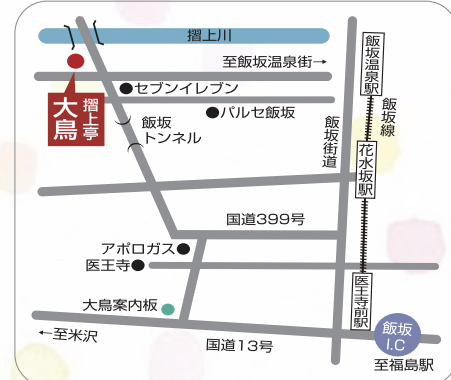 摺上川
至飯坂温泉街→
飯坂温泉駅
セブンイレブン
摺上亭
大鳥
パルセ飯坂
飯坂線
飯坂
トンネル
飯坂街道
花水坂駅
国道399号
アポロガス
医王寺
医王寺前駅
大鳥案内板
飯坂
I.C
←至米沢
国道13号
至福島駅